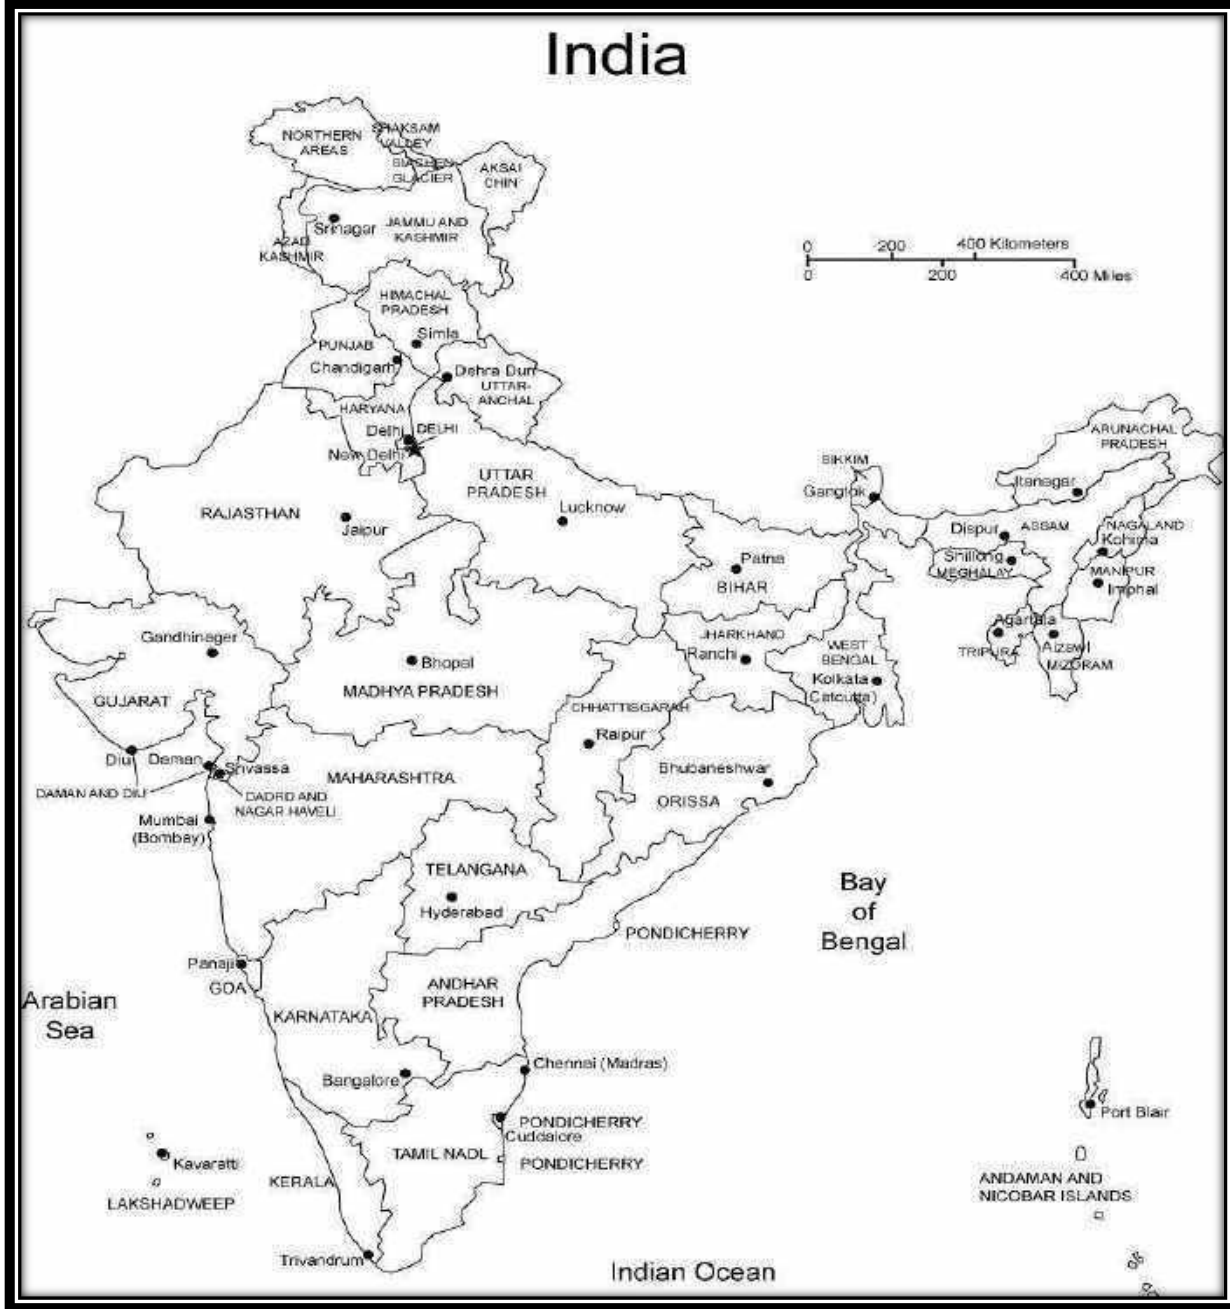 India
NORTHERN
AREAS
SHAKSAM
VALLEY
SIACHEN
GLACIER
AKSAI
CHIN
Srinagar
JAMMU AND
KASHMIR
AZAD
KASHMIR
0 200 400 Kilometers
0 200 400 Miles
HIMACHAL
PRADESH
Simla
PUNJAB
Chandigarh
Dehra Dun
UTTAR-
ANCHAL
HARYANA
Delhi
DELHI
New Delhi
ARUNACHAL
PRADESH
SIKKIM
Gangtok
Itanagar
UTTAR
PRADESH
Lucknow
RAJASTHAN
Jaipur
Dispur
ASSAM
NAGALAND
Kohima
Shillong
MEGHALAY
MANIPUR
Imphal
Patna
BIHAR
Agartala
TRIPURA
Aizawl
MIZORAM
Gandhinager
GUJARAT
Bhopal
MADHYA PRADESH
JHARKHAND
Ranchi
WEST
BENGAL
Kolkata
(Catcutta)
CHHATTISGARAH
Raipur
Diu
Daman
Srivassa
DAMAN AND DIU
DADRD AND
NAGAR HAVELI
MAHARASHTRA
Bhubaneshwar
ORISSA
Mumbai
(Bombay)
TELANGANA
Hyderabad
Bay
of
Bengal
PONDICHERRY
Panaji
GOA
Arabian
Sea
KARNATAKA
ANDHAR
PRADESH
Bangalore
Chennai (Madras)
Port Blair
PONDICHERRY
Cuddalore
TAMIL NADL
PONDICHERRY
Kavaratti
LAKSHADWEEP
KERALA
ANDAMAN AND
NICOBAR ISLANDS
Trivandrum
Indian Ocean